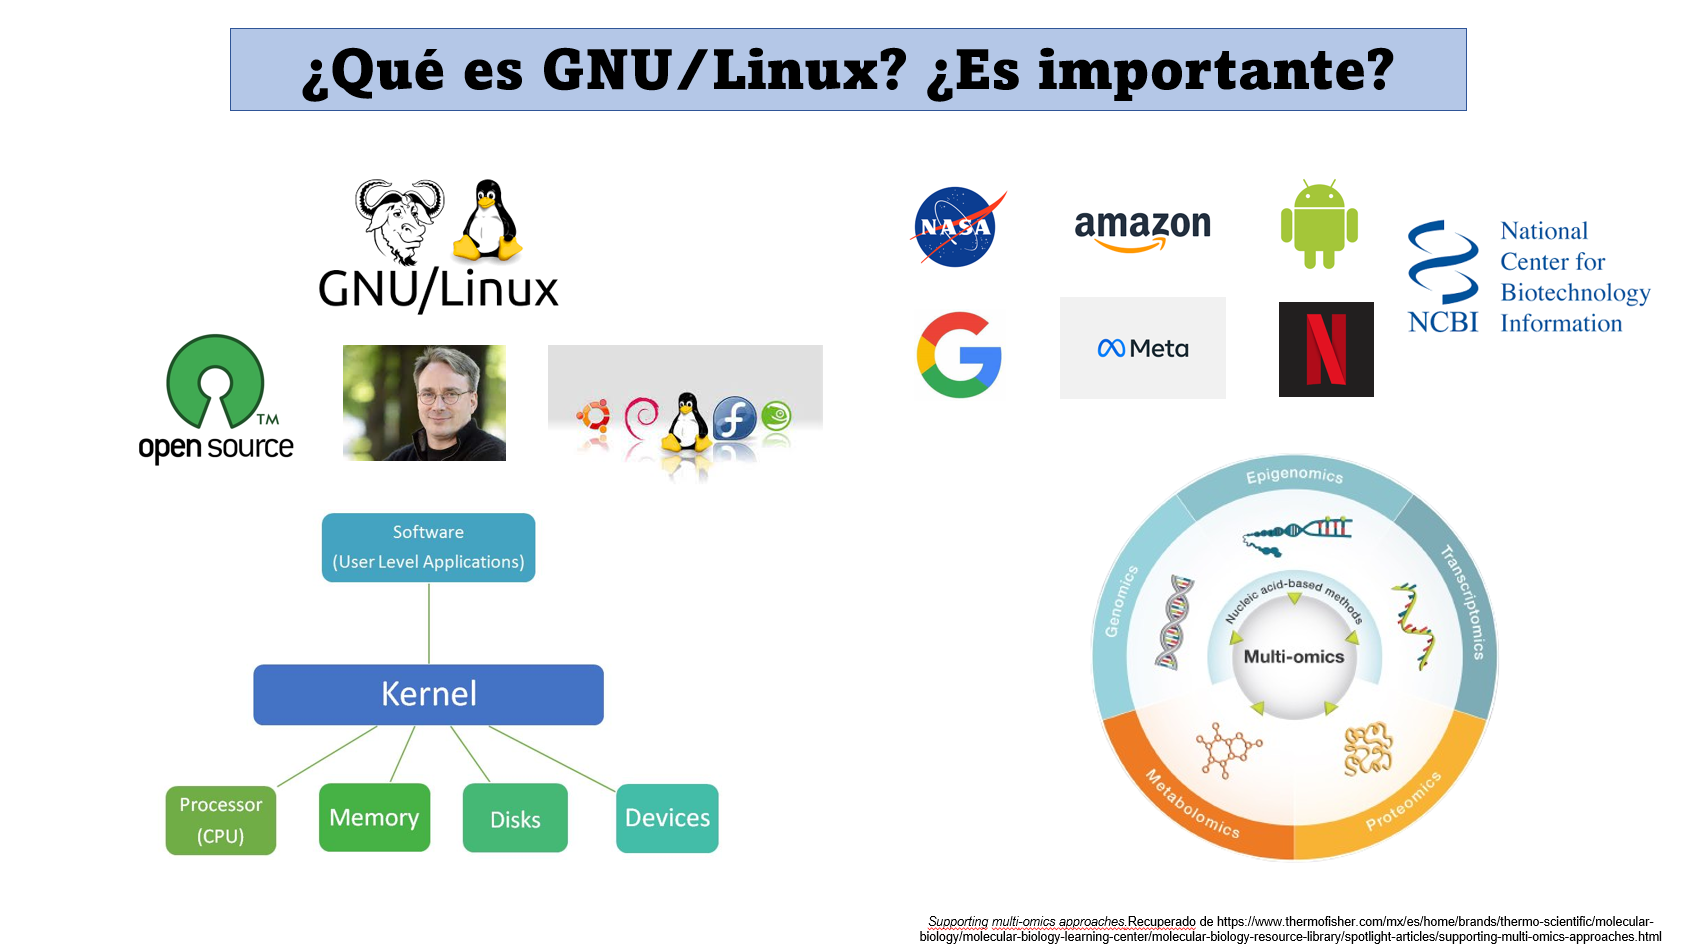 ¿Qué es GNU/Linux? ¿Es importante?
GNU/Linux
open source
TM
NASA
amazon
Meta
N
NCBI
National
Center for
Biotechnology
Information
Software
(User Level Applications)
Kernel
Processor
(CPU)
Memory
Disks
Devices
Epigenomics
Genomics
Transcriptomics
Nucleic acid-based methods
Multi-omics
Metabolomics
Proteomics
Supporting multi-omics approaches.Recuperado de https://www.thermofisher.com/mx/es/home/brands/thermo-scientific/molecular-
biology/molecular-biology-learning-center/molecular-biology-resource-library/spotlight-articles/supporting-multi-omics-approaches.html